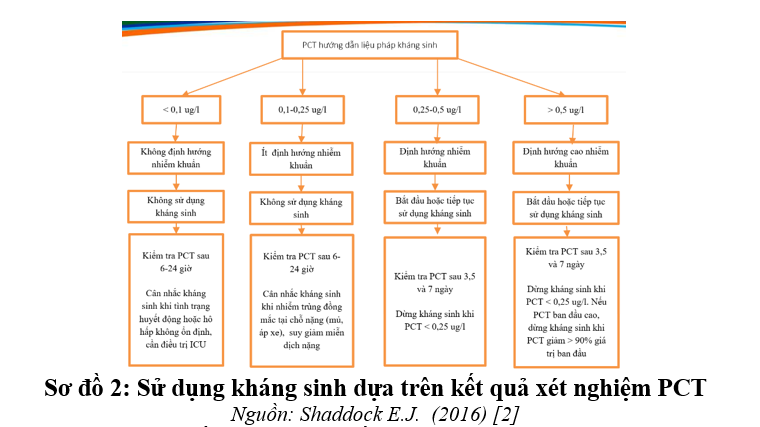 PCT hướng dẫn liệu pháp kháng sinh
< 0,1 ug/l
0,1-0,25 ug/l
0,25-0,5 ug/l
> 0,5 ug/l
Không định hướng
nhiễm khuẩn
Ít định hướng nhiễm
khuẩn
Định hướng nhiễm
khuẩn
Định hướng cao nhiễm
khuẩn
Không sử dụng
kháng sinh
Không sử dụng kháng
sinh
Bắt đầu hoặc tiếp tục
sử dụng kháng sinh
Bắt đầu hoặc tiếp tục
sử dụng kháng sinh
Kiểm tra PCT sau
6-24 giờ
Cân nhắc kháng
sinh khi tình trạng
huyết động hoặc hô
hấp không ổn định,
cần điều trị ICU
Kiểm tra PCT sau 6-
24 giờ
Cân nhắc kháng sinh
khi nhiễm trùng đồng
mắc tại chỗ nặng (mủ,
áp xe), suy giảm miễn
dịch nặng
Kiểm tra PCT sau 3,5
và 7 ngày
Dừng kháng sinh khi
PCT < 0,25 ug/l
Kiểm tra PCT sau 3,5
và 7 ngày
Dừng kháng sinh khi
PCT < 0,25 ug/l. Nếu
PCT ban đầu cao,
dừng kháng sinh khi
PCT giảm > 90% giá
trị ban đầu
Sơ đồ 2: Sử dụng kháng sinh dựa trên kết quả xét nghiệm PCT
Nguồn: Shaddock E.J. (2016) [2]